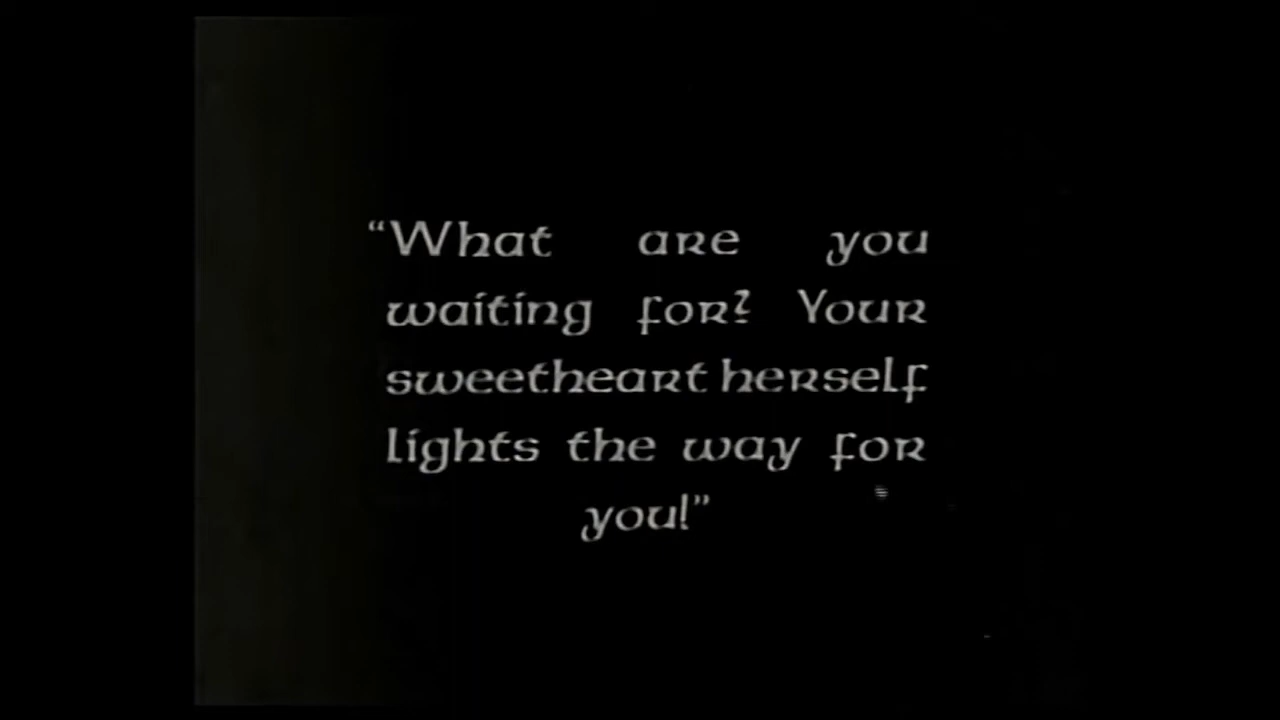 “What are you
waiting for? Your
sweetheart herself
lights the way for
you!”